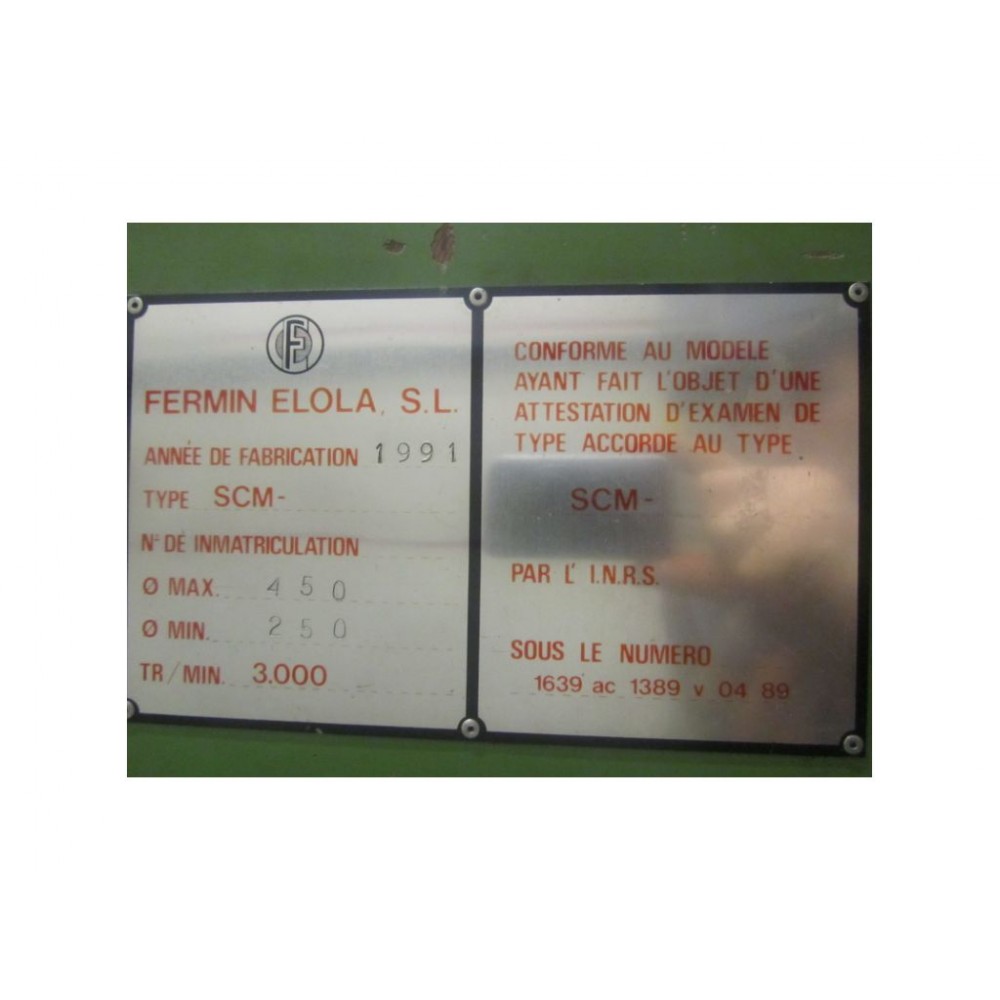 FE
FERMIN ELOLA, S.L.
ANNÉE DE FABRICATION 1991
TYPE SCM-
Nº DE INMATRICULATION
Ø MAX. 450
Ø MIN. 250
TR/MIN. 3.000
CONFORME AU MODELE
AYANT FAIT L'OBJET D'UNE
ATTESTATION D'EXAMEN DE
TYPE ACCORDE AU TYPE
SCM-
PAR L' I.N.R.S.
SOUS LE NUMERO
1639 ac 1389 v 04 89